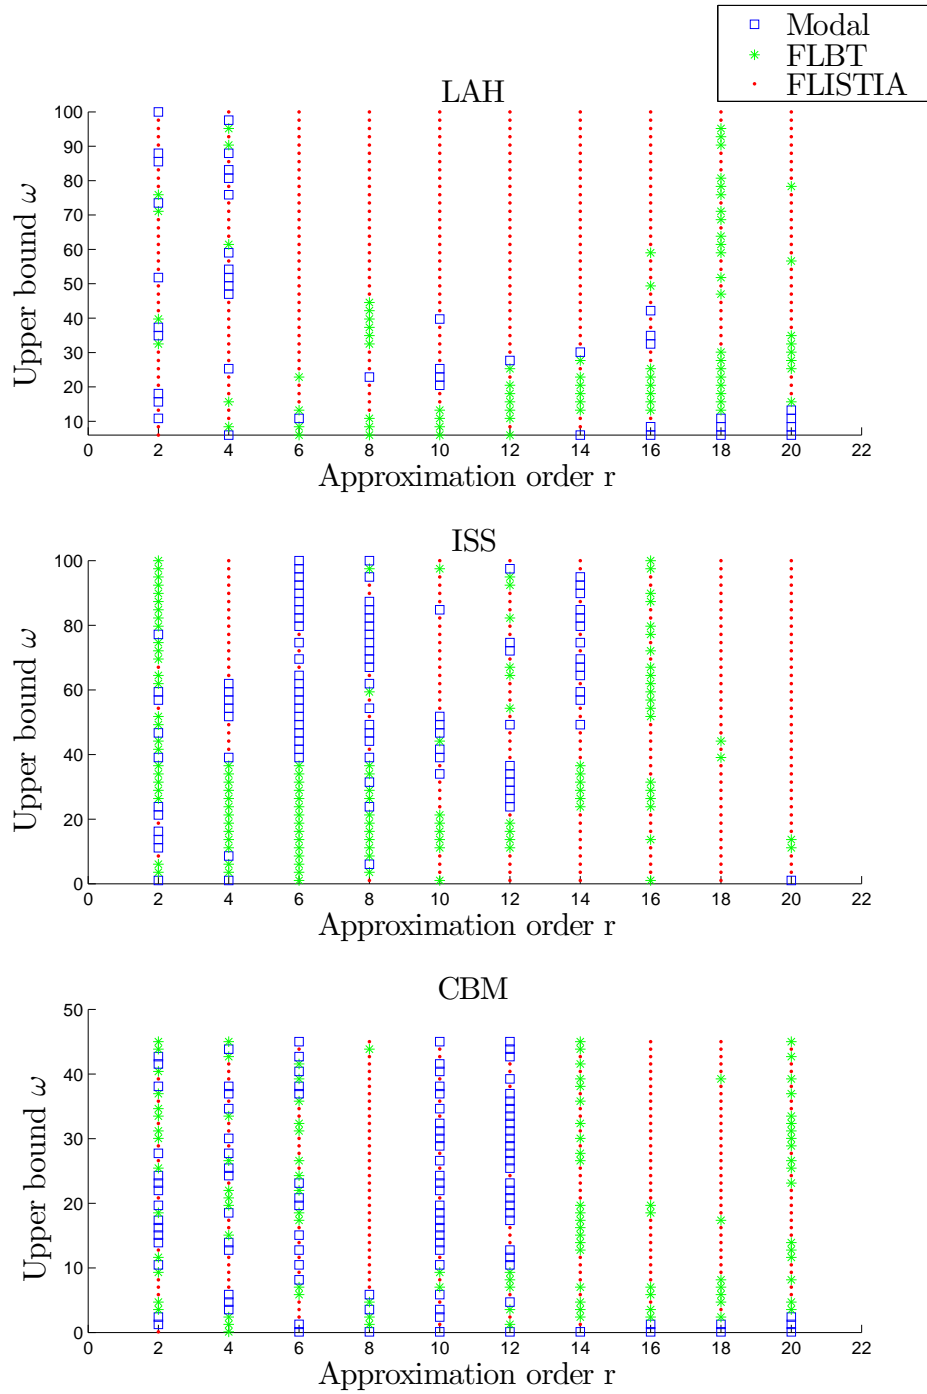 Modal
FLBT
FLISTIA
LAH
Upper bound ω
100
90
80
70
60
50
40
30
20
10
0 2 4 6 8 10 12 14 16 18 20 22
Approximation order r
ISS
Upper bound ω
100
80
60
40
20
0
0 2 4 6 8 10 12 14 16 18 20 22
Approximation order r
CBM
Upper bound ω
50
40
30
20
10
0
0 2 4 6 8 10 12 14 16 18 20 22
Approximation order r